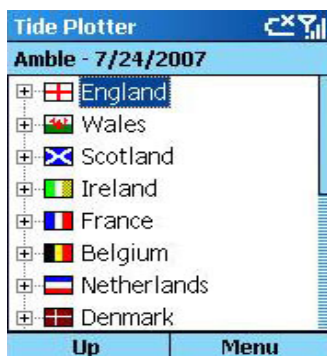 Tide Plotter
Amble - 7/24/2007
England
Wales
Scotland
Ireland
France
Belgium
Netherlands
Denmark
Up Menu